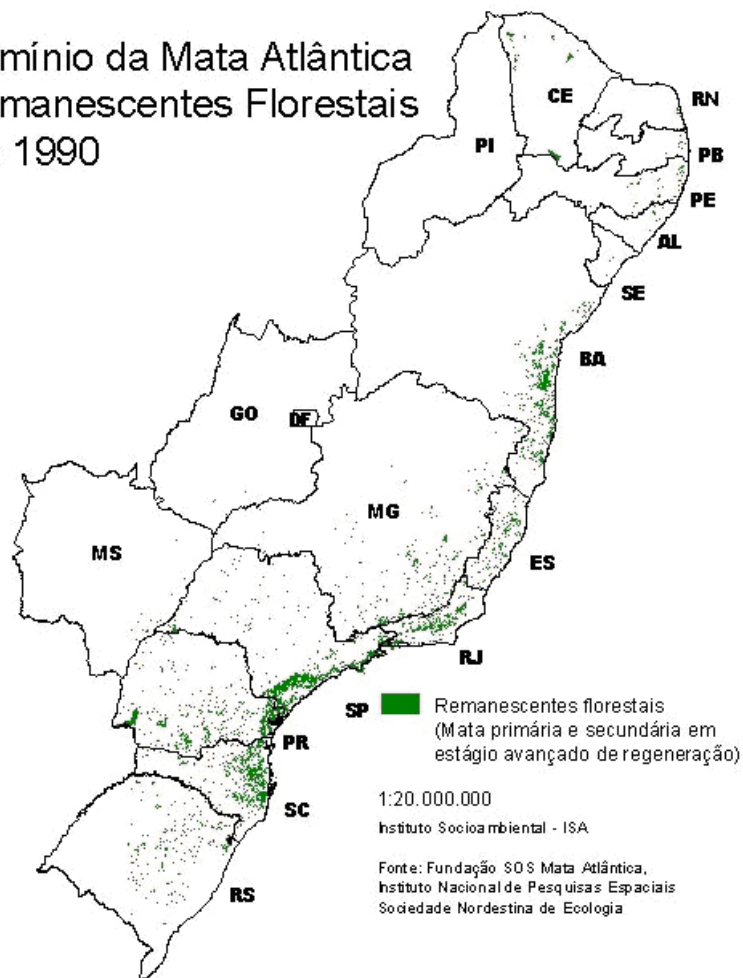 mínio da Mata Atlântica
manescentes Florestais
1990
CE
RN
PI
PB
PE
AL
SE
BA
GO
DF
MG
MS
ES
RJ
SP
Remanescentes florestais
(Mata primária e secundária em
estágio avançado de regeneração)
PR
SC
1:20.000.000
Instituto Socioambiental - ISA
RS
Fonte: Fundação SOS Mata Atlântica,
Instituto Nacional de Pesquisas Espaciais
Sociedade Nordestina de Ecologia